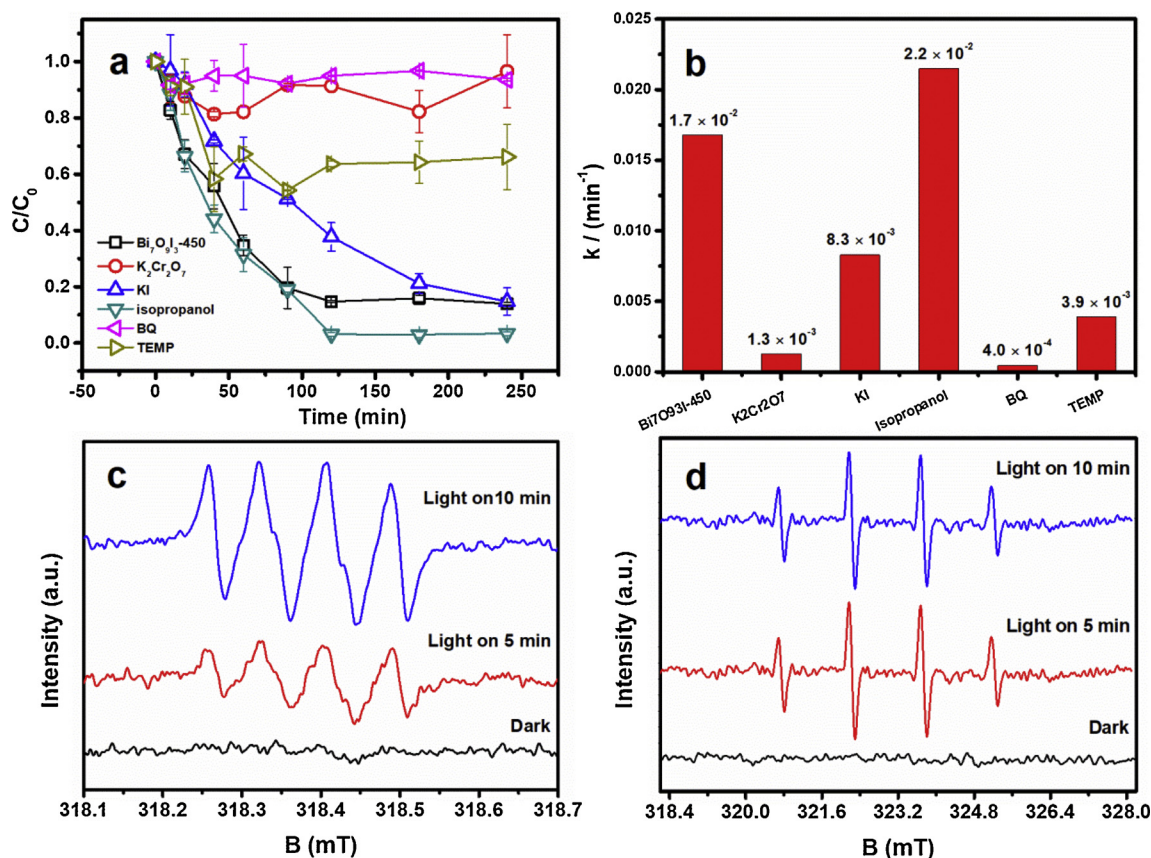 a
C/C₀
1.0
0.8
0.6
0.4
0.2
0.0
Bi₇O₉I₃-450
K₂Cr₂O₇
KI
isopropanol
BQ
TEMP
-50 0 50 100 150 200 250
Time (min)
b
k / (min⁻¹)
0.025
0.020
0.015
0.010
0.005
0.000
1.7 × 10⁻²
1.3 × 10⁻³
8.3 × 10⁻³
2.2 × 10⁻²
4.0 × 10⁻⁴
3.9 × 10⁻³
Bi7O93I-450
K2Cr2O7
KI
Isopropanol
BQ
TEMP
c
Intensity (a.u.)
Light on10 min
Light on 5 min
Dark
318.1 318.2 318.3 318.4 318.5 318.6 318.7
B (mT)
d
Intensity (a.u.)
Light on 10 min
Light on 5 min
Dark
318.4 320.0 321.6 323.2 324.8 326.4 328.0
B (mT)